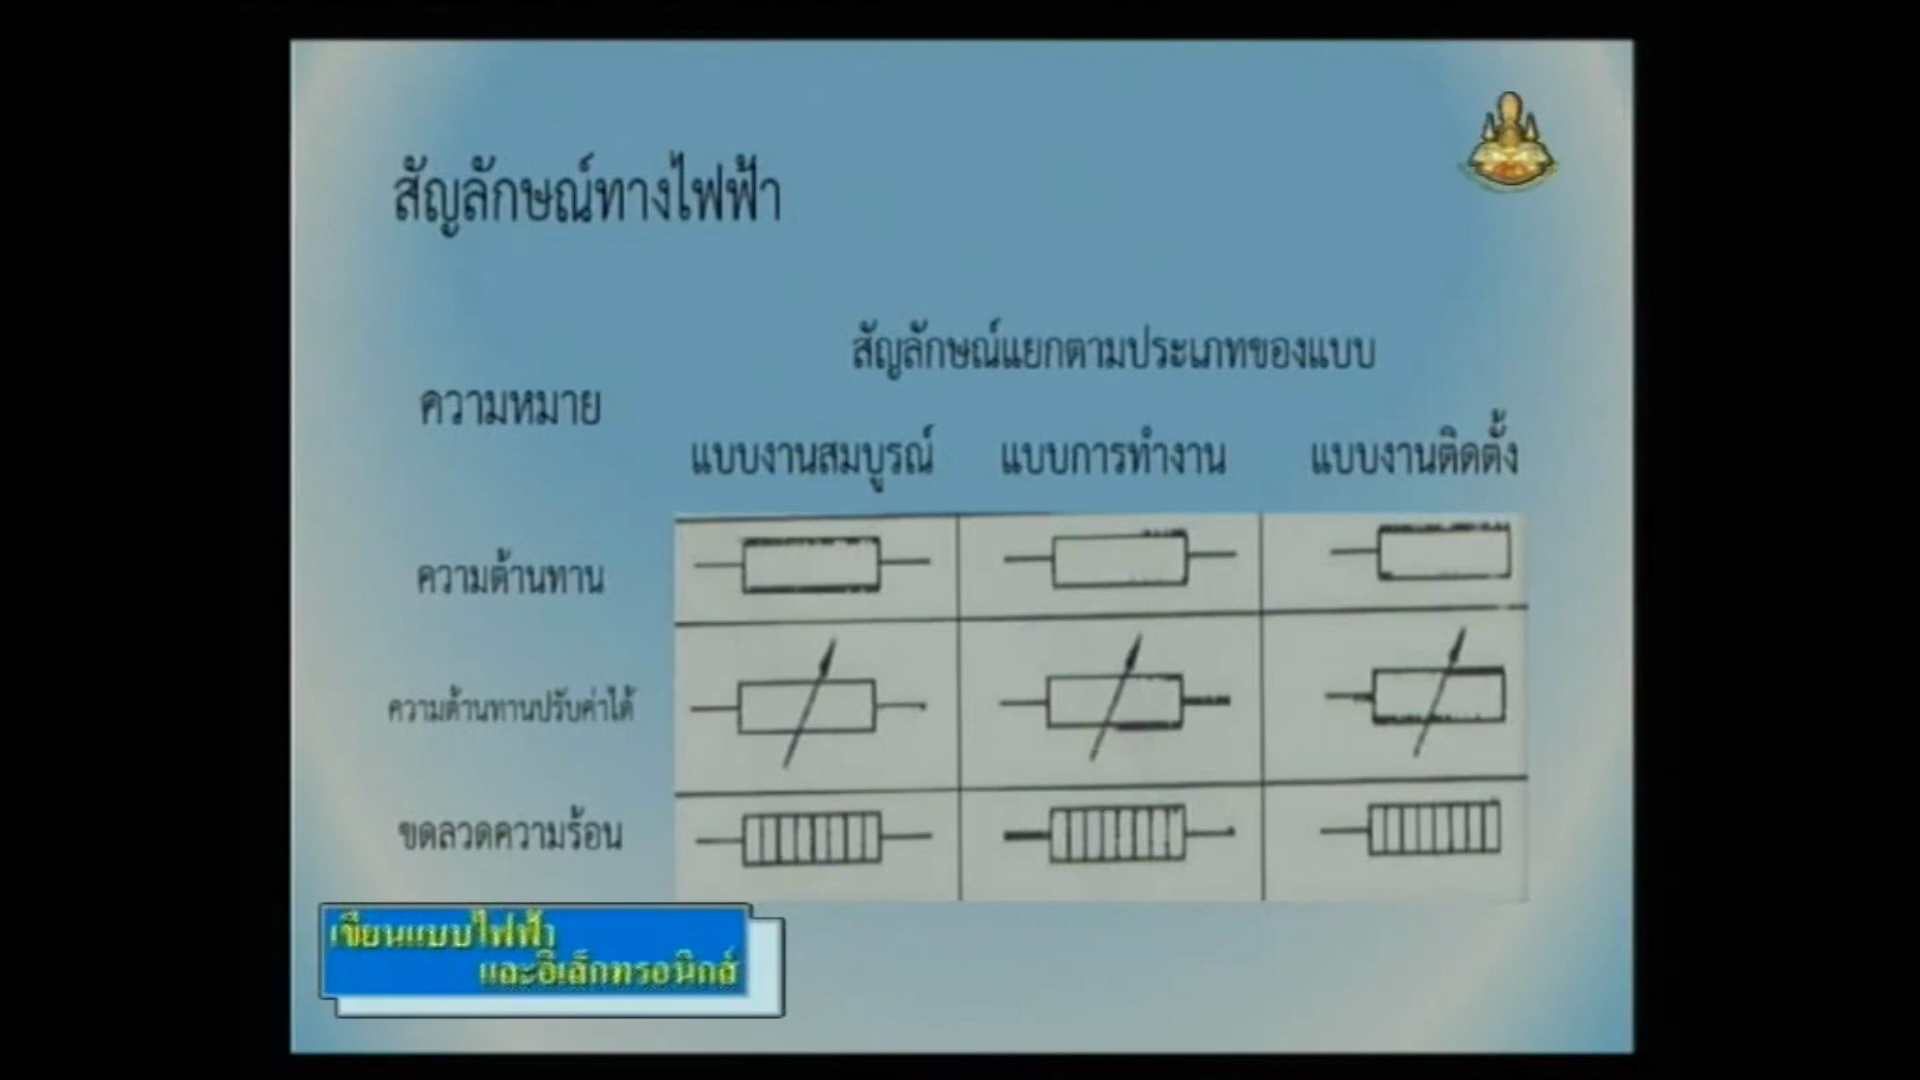 สัญลักษณ์ทางไฟฟ้า
สัญลักษณ์แยกตามประเภทของแบบ
ความหมาย
แบบงานสมบูรณ์ แบบการทำงาน แบบงานติดตั้ง
ความต้านทาน
ความต้านทานปรับค่าได้
ขดลวดความร้อน
เขียนแบบไฟฟ้า
และอิเล็กทรอนิกส์